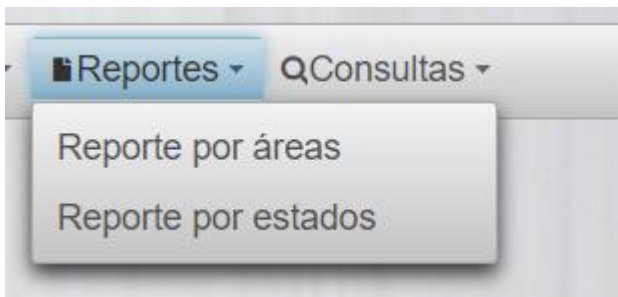 Reportes Consultas
Reporte por áreas
Reporte por estados